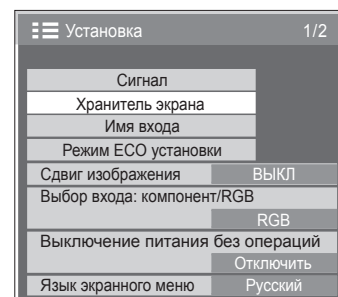 Установка 1/2
Сигнал
Хранитель экрана
Имя входа
Режим ECO установки
Сдвиг изображения ВЫКЛ
Выбор входа: компонент/RGB
RGB
Выключение питания без операций
Отключить
Язык экранного меню Русский